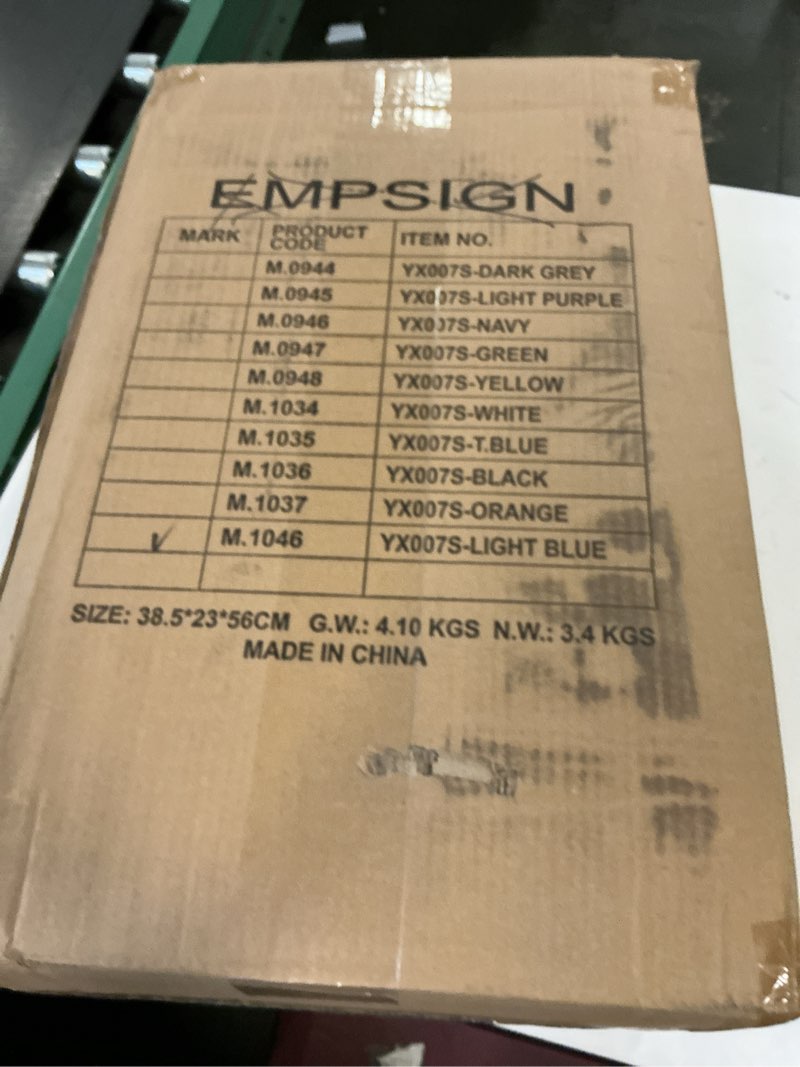 EMPSIGN
MARK PRODUCT CODE ITEM NO.
M.0944 YX007S-DARK GREY
M.0945 YX007S-LIGHT PURPLE
M.0946 YX007S-NAVY
M.0947 YX007S-GREEN
M.0948 YX007S-YELLOW
M.1034 YX007S-WHITE
M.1035 YX007S-T.BLUE
M.1036 YX007S-BLACK
M.1037 YX007S-ORANGE
✓ M.1046 YX007S-LIGHT BLUE
SIZE: 38.5*23*56CM G.W.: 4.10 KGS N.W.: 3.4 KGS
MADE IN CHINA